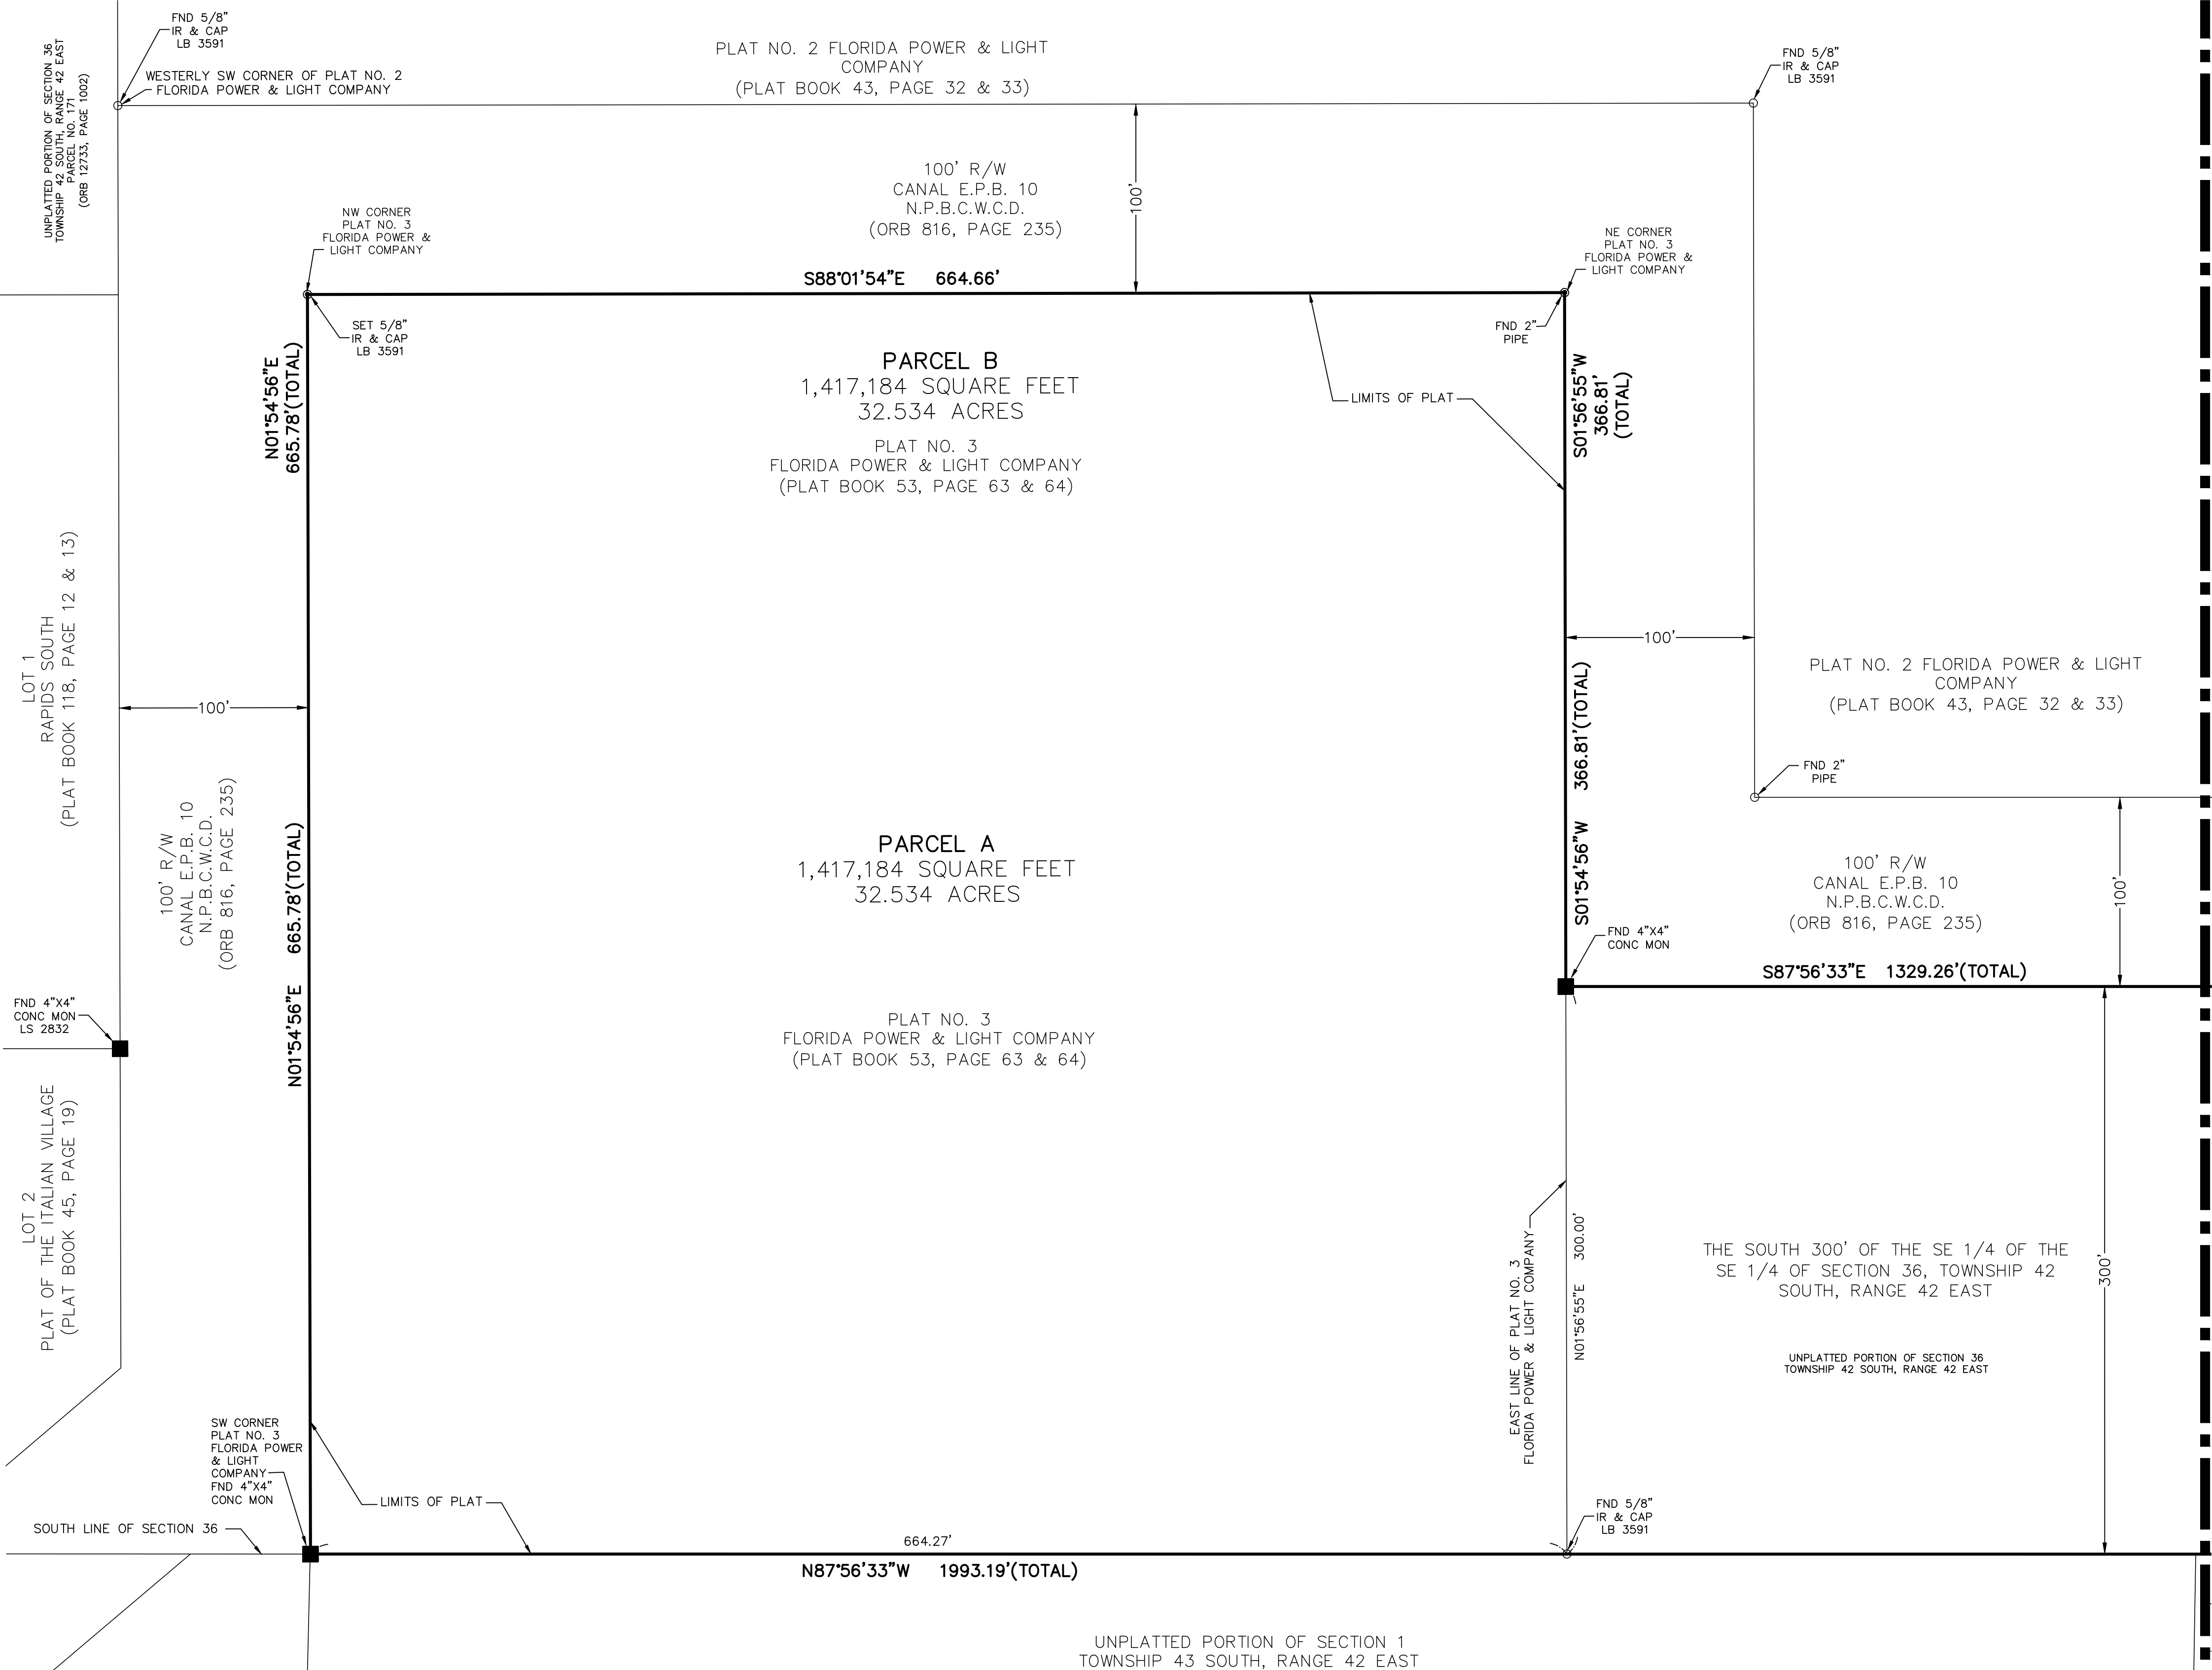 FND 5/8"
IR & CAP
LB 3591
WESTERLY SW CORNER OF PLAT NO. 2
FLORIDA POWER & LIGHT COMPANY
UNPLATTED PORTION OF SECTION 36
TOWNSHIP 42 SOUTH, RANGE 42 EAST
PARCEL NO. 171
(ORB 12733, PAGE 1002)
PLAT NO. 2 FLORIDA POWER & LIGHT
COMPANY
(PLAT BOOK 43, PAGE 32 & 33)
FND 5/8"
IR & CAP
LB 3591
100' R/W
CANAL E.P.B. 10
N.P.B.C.W.C.D.
(ORB 816, PAGE 235)
100'
NW CORNER
PLAT NO. 3
FLORIDA POWER &
LIGHT COMPANY
NE CORNER
PLAT NO. 3
FLORIDA POWER &
LIGHT COMPANY
S88°01'54"E 664.66'
SET 5/8"
IR & CAP
LB 3591
FND 2"
PIPE
N01°54'56"E
665.78'(TOTAL)
PARCEL B
1,417,184 SQUARE FEET
32.534 ACRES
PLAT NO. 3
FLORIDA POWER & LIGHT COMPANY
(PLAT BOOK 53, PAGE 63 & 64)
LIMITS OF PLAT
S01°56'55"W
366.81'
(TOTAL)
LOT 1
RAPIDS SOUTH
(PLAT BOOK 118, PAGE 12 & 13)
100'
100'
PLAT NO. 2 FLORIDA POWER & LIGHT
COMPANY
(PLAT BOOK 43, PAGE 32 & 33)
S01°54'56"W 366.81'(TOTAL)
FND 2"
PIPE
100' R/W
CANAL E.P.B. 10
N.P.B.C.W.C.D.
(ORB 816, PAGE 235)
N01°54'56"E 665.78'(TOTAL)
PARCEL A
1,417,184 SQUARE FEET
32.534 ACRES
100' R/W
CANAL E.P.B. 10
N.P.B.C.W.C.D.
(ORB 816, PAGE 235)
100'
FND 4"X4"
CONC MON
S87°56'33"E 1329.26'(TOTAL)
FND 4"X4"
CONC MON
LS 2832
PLAT NO. 3
FLORIDA POWER & LIGHT COMPANY
(PLAT BOOK 53, PAGE 63 & 64)
LOT 2
PLAT OF THE ITALIAN VILLAGE
(PLAT BOOK 45, PAGE 19)
EAST LINE OF PLAT NO. 3
FLORIDA POWER & LIGHT COMPANY
N01°56'55"E 300.00'
THE SOUTH 300' OF THE SE 1/4 OF THE
SE 1/4 OF SECTION 36, TOWNSHIP 42
SOUTH, RANGE 42 EAST
300'
UNPLATTED PORTION OF SECTION 36
TOWNSHIP 42 SOUTH, RANGE 42 EAST
SW CORNER
PLAT NO. 3
FLORIDA POWER
& LIGHT
COMPANY
FND 4"X4"
CONC MON
LIMITS OF PLAT
FND 5/8"
IR & CAP
LB 3591
SOUTH LINE OF SECTION 36
664.27'
N87°56'33"W 1993.19'(TOTAL)
UNPLATTED PORTION OF SECTION 1
TOWNSHIP 43 SOUTH, RANGE 42 EAST